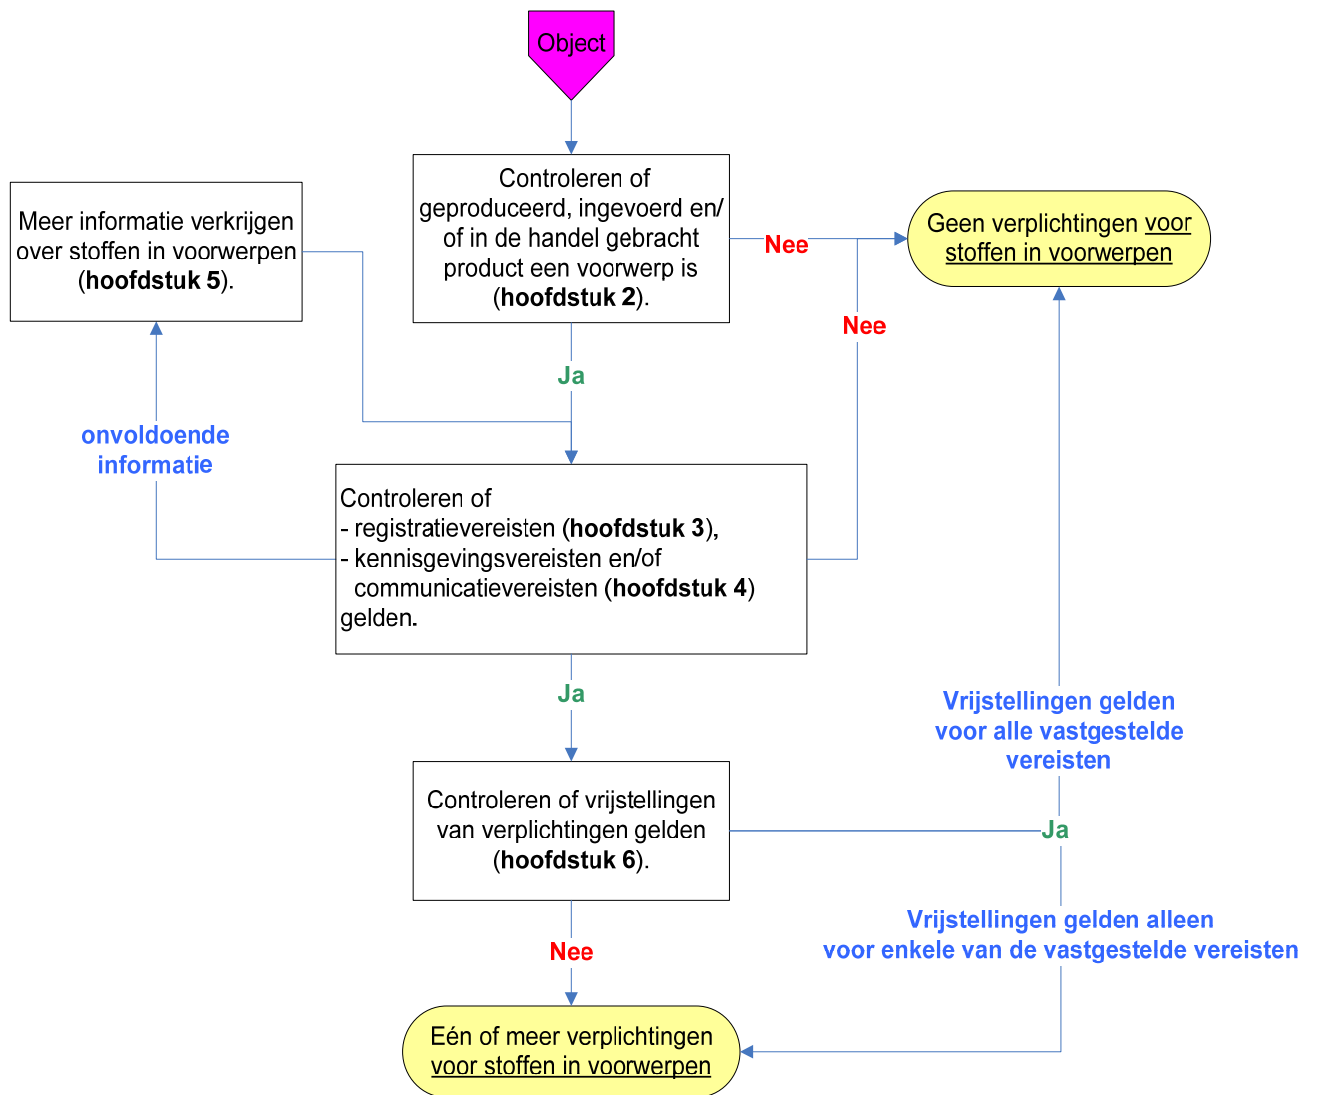 Object
Controleren of
geproduceerd, ingevoerd en/
of in de handel gebracht
product een voorwerp is
(hoofdstuk 2).
Meer informatie verkrijgen
over stoffen in voorwerpen
(hoofdstuk 5).
Nee
Geen verplichtingen voor
stoffen in voorwerpen
Nee
Ja
onvoldoende
informatie
Controleren of
- registratievereisten (hoofdstuk 3),
- kennisgevingsvereisten en/of
communicatievereisten (hoofdstuk 4)
gelden.
Ja
Vrijstellingen gelden
voor alle vastgestelde
vereisten
Controleren of vrijstellingen
van verplichtingen gelden
(hoofdstuk 6).
Ja
Vrijstellingen gelden alleen
voor enkele van de vastgestelde vereisten
Nee
Eén of meer verplichtingen
voor stoffen in voorwerpen